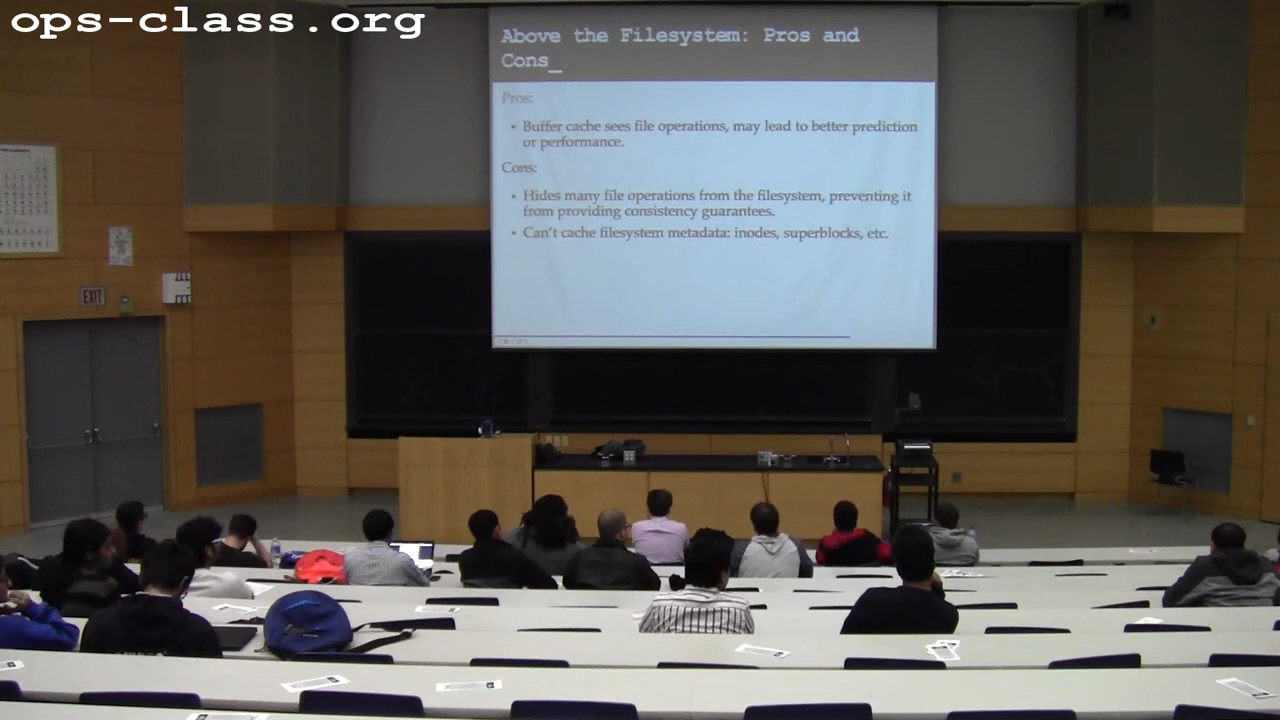 ops-class.org
Above the Filesystem: Pros and
Cons_
Pros:
• Buffer cache sees file operations, may lead to better prediction
or performance.
Cons:
• Hides many file operations from the filesystem, preventing it
from providing consistency guarantees.
• Can't cache filesystem metadata: inodes, superblocks, etc.
EXIT